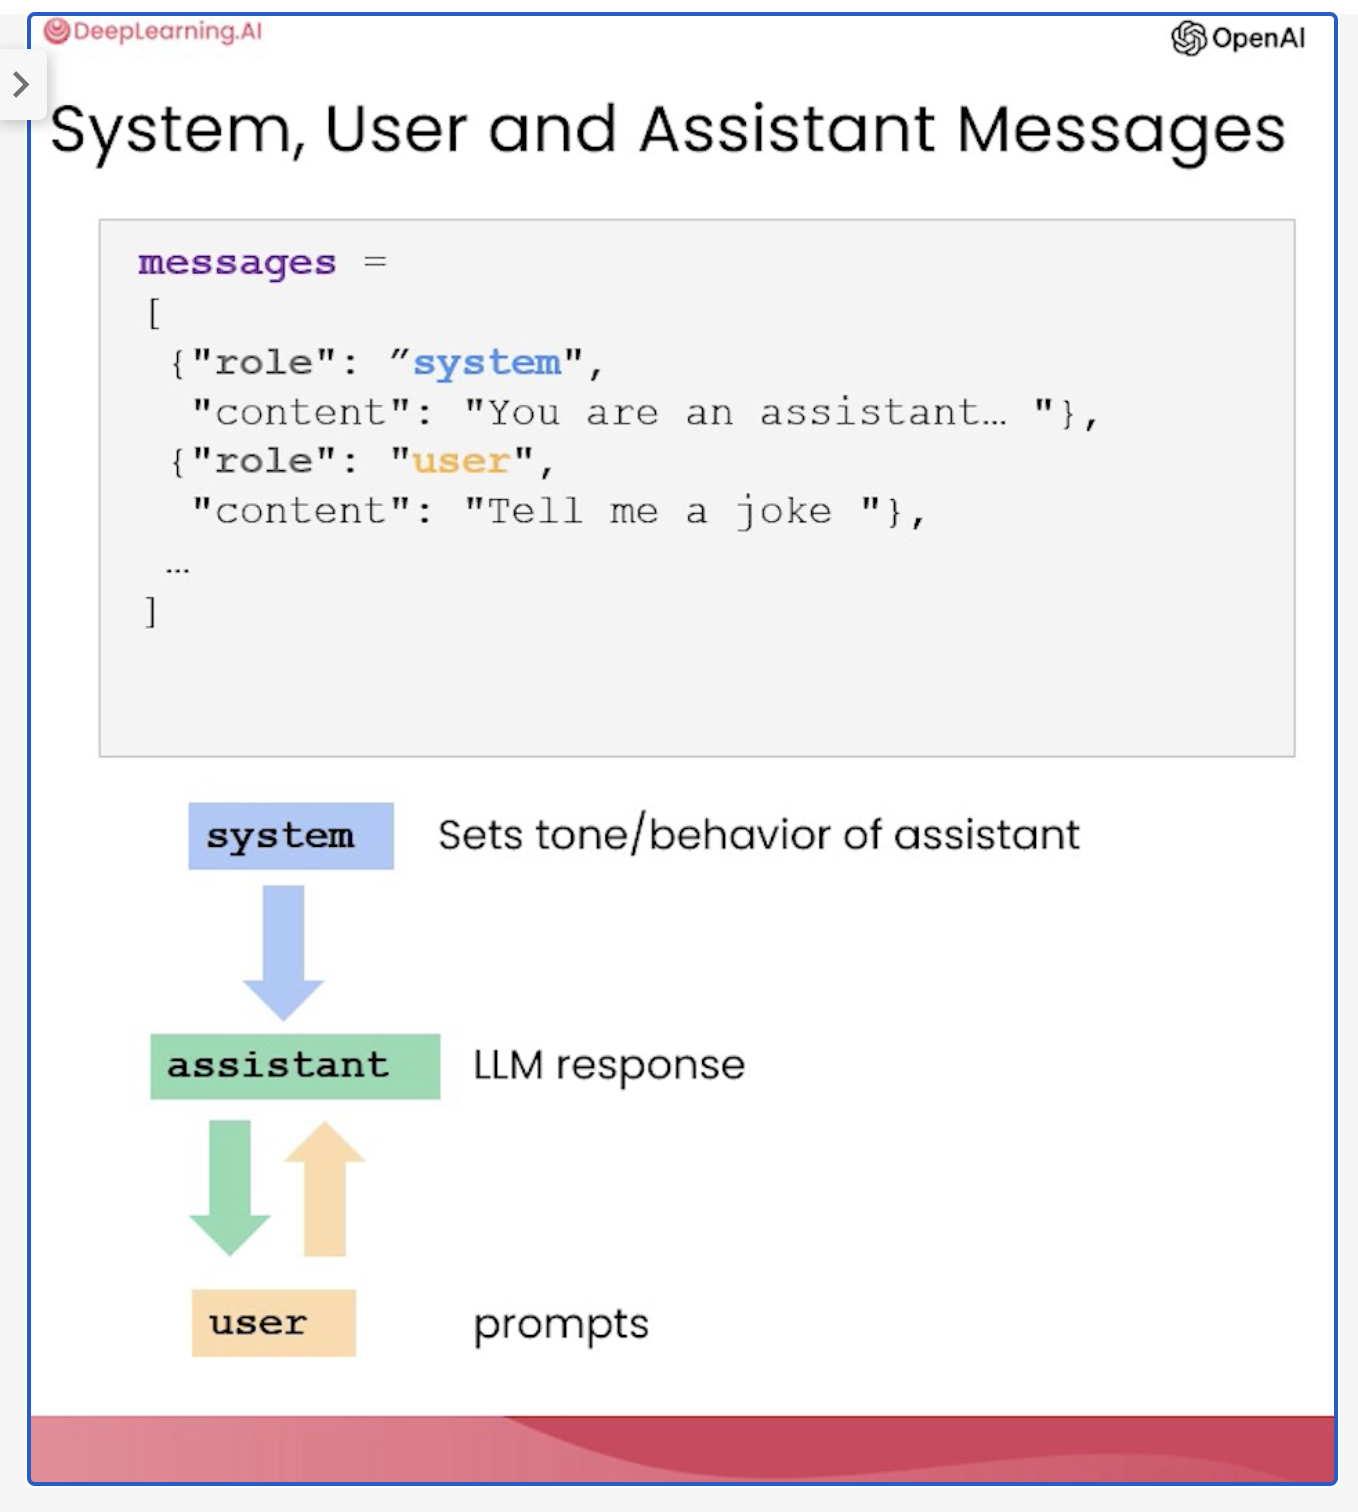 DeepLearning.AI
OpenAI
System, User and Assistant Messages
messages =
[
{"role": ”system",
"content": "You are an assistant… "},
{"role": "user",
"content": "Tell me a joke "},
…
]
system
Sets tone/behavior of assistant
assistant
LLM response
user
prompts